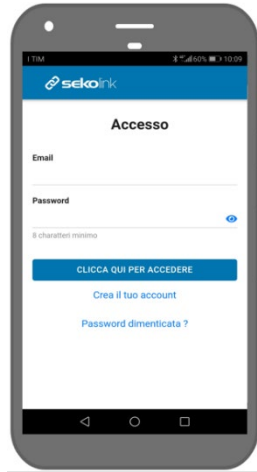 I TIM 60% 10:09
sekolink
Accesso
Email
Password
8 charatteri minimo
CLICCA QUI PER ACCEDERE
Crea il tuo account
Password dimenticata ?